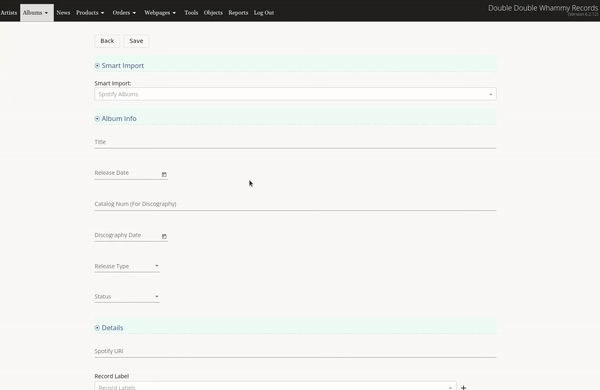 Artists Albums News Products Orders Webpages Tools Objects Reports Log Out
Double Double Whammy Records
(Version 6.2.12)
Back Save
Smart Import
Smart Import:
Spotify Albums
Album Info
Title
Release Date
Catalog Num (For Discography)
Discography Date
Release Type
Status
Details
Spotify URI
Record Label
Record Labels